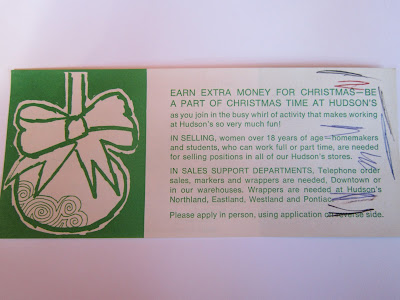 EARN EXTRA MONEY FOR CHRISTMAS—BE
A PART OF CHRISTMAS TIME AT HUDSON'S
as you join in the busy whirl of activity that makes working
at Hudson's so very much fun!
IN SELLING, women over 18 years of age—homemakers
and students, who can work full or part time, are needed
for selling positions in all of our Hudson's stores.
IN SALES SUPPORT DEPARTMENTS, Telephone order
sales, markers and wrappers are needed, Downtown or
in our warehouses. Wrappers are needed at Hudson's
Northland, Eastland, Westland and Pontiac.
Please apply in person, using application on reverse side.